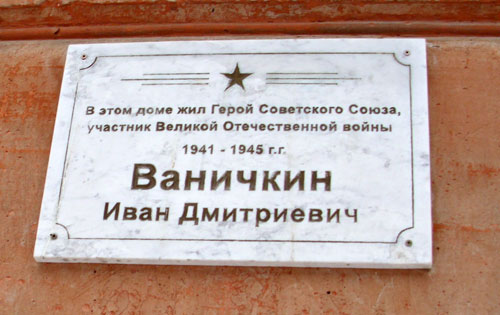 В этом доме жил Герой Советского Союза,
участник Великой Отечественной войны
1941 - 1945 г.г.
Ваничкин
Иван Дмитриевич